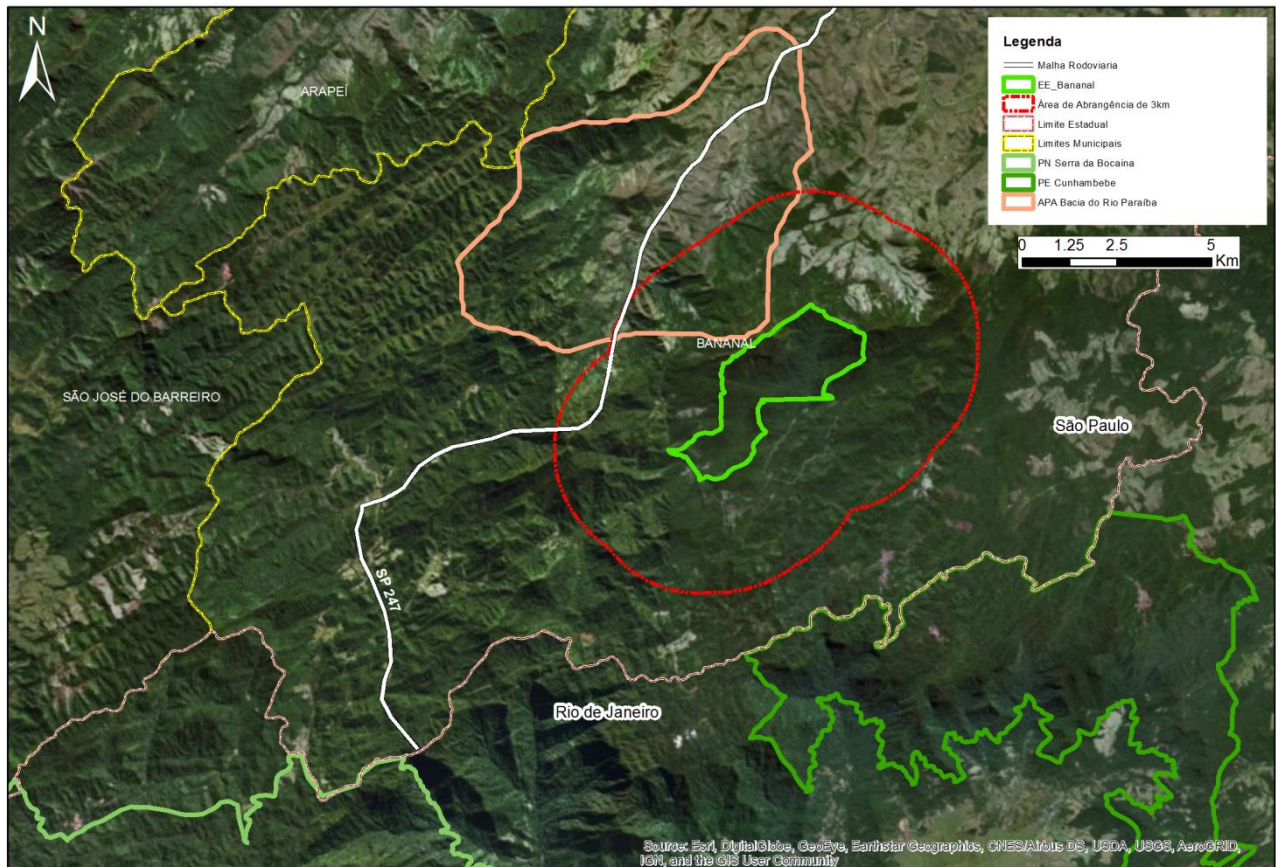 N
ARAPEÍ
Legenda
Malha Rodoviaria
EE_Bananal
Área de Abrangência de 3km
Limite Estadual
Limites Municipais
PN Serra da Bocaina
PE Cunhambebe
APA Bacia do Rio Paraíba
0 1.25 2.5 5
Km
BANANAL
SÃO JOSÉ DO BARREIRO
São Paulo
SP 247
Rio de Janeiro
Source: Esri, DigitalGlobe, GeoEye, Earthstar Geographics, CNES/Airbus DS, USDA, USGS, AeroGRID,
IGN, and the GIS User Community